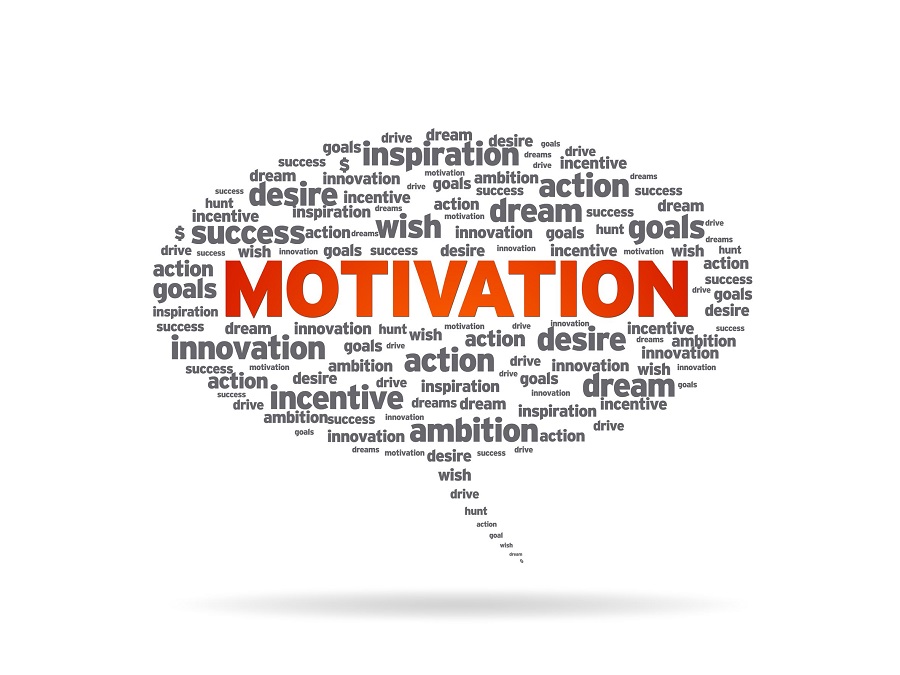 drive dream desire goals
goals inspiration dreams drive
success $ drive incentive
dream innovation motivation drive goals ambition success action dreams
success desire incentive success
hunt inspiration dreams action motivation dream success dream
incentive wish hunt goals drive
$ success action dreams innovation goals dreams
drive success wish innovation goals success desire innovation incentive motivation wish hunt
action MOTIVATION action
goals success
drive goals
inspiration desire
success dream innovation hunt wish motivation drive innovation desire incentive success
innovation goals drive action dreams ambition
success motivation ambition action drive innovation wish innovation innovation
action desire drive inspiration drive goals dream goals
success incentive innovation
drive dreams dream inspiration incentive
ambition success innovation
goals innovation ambition action drive
dreams motivation desire success drive
wish
drive
hunt
action
goal
wish
dream
$